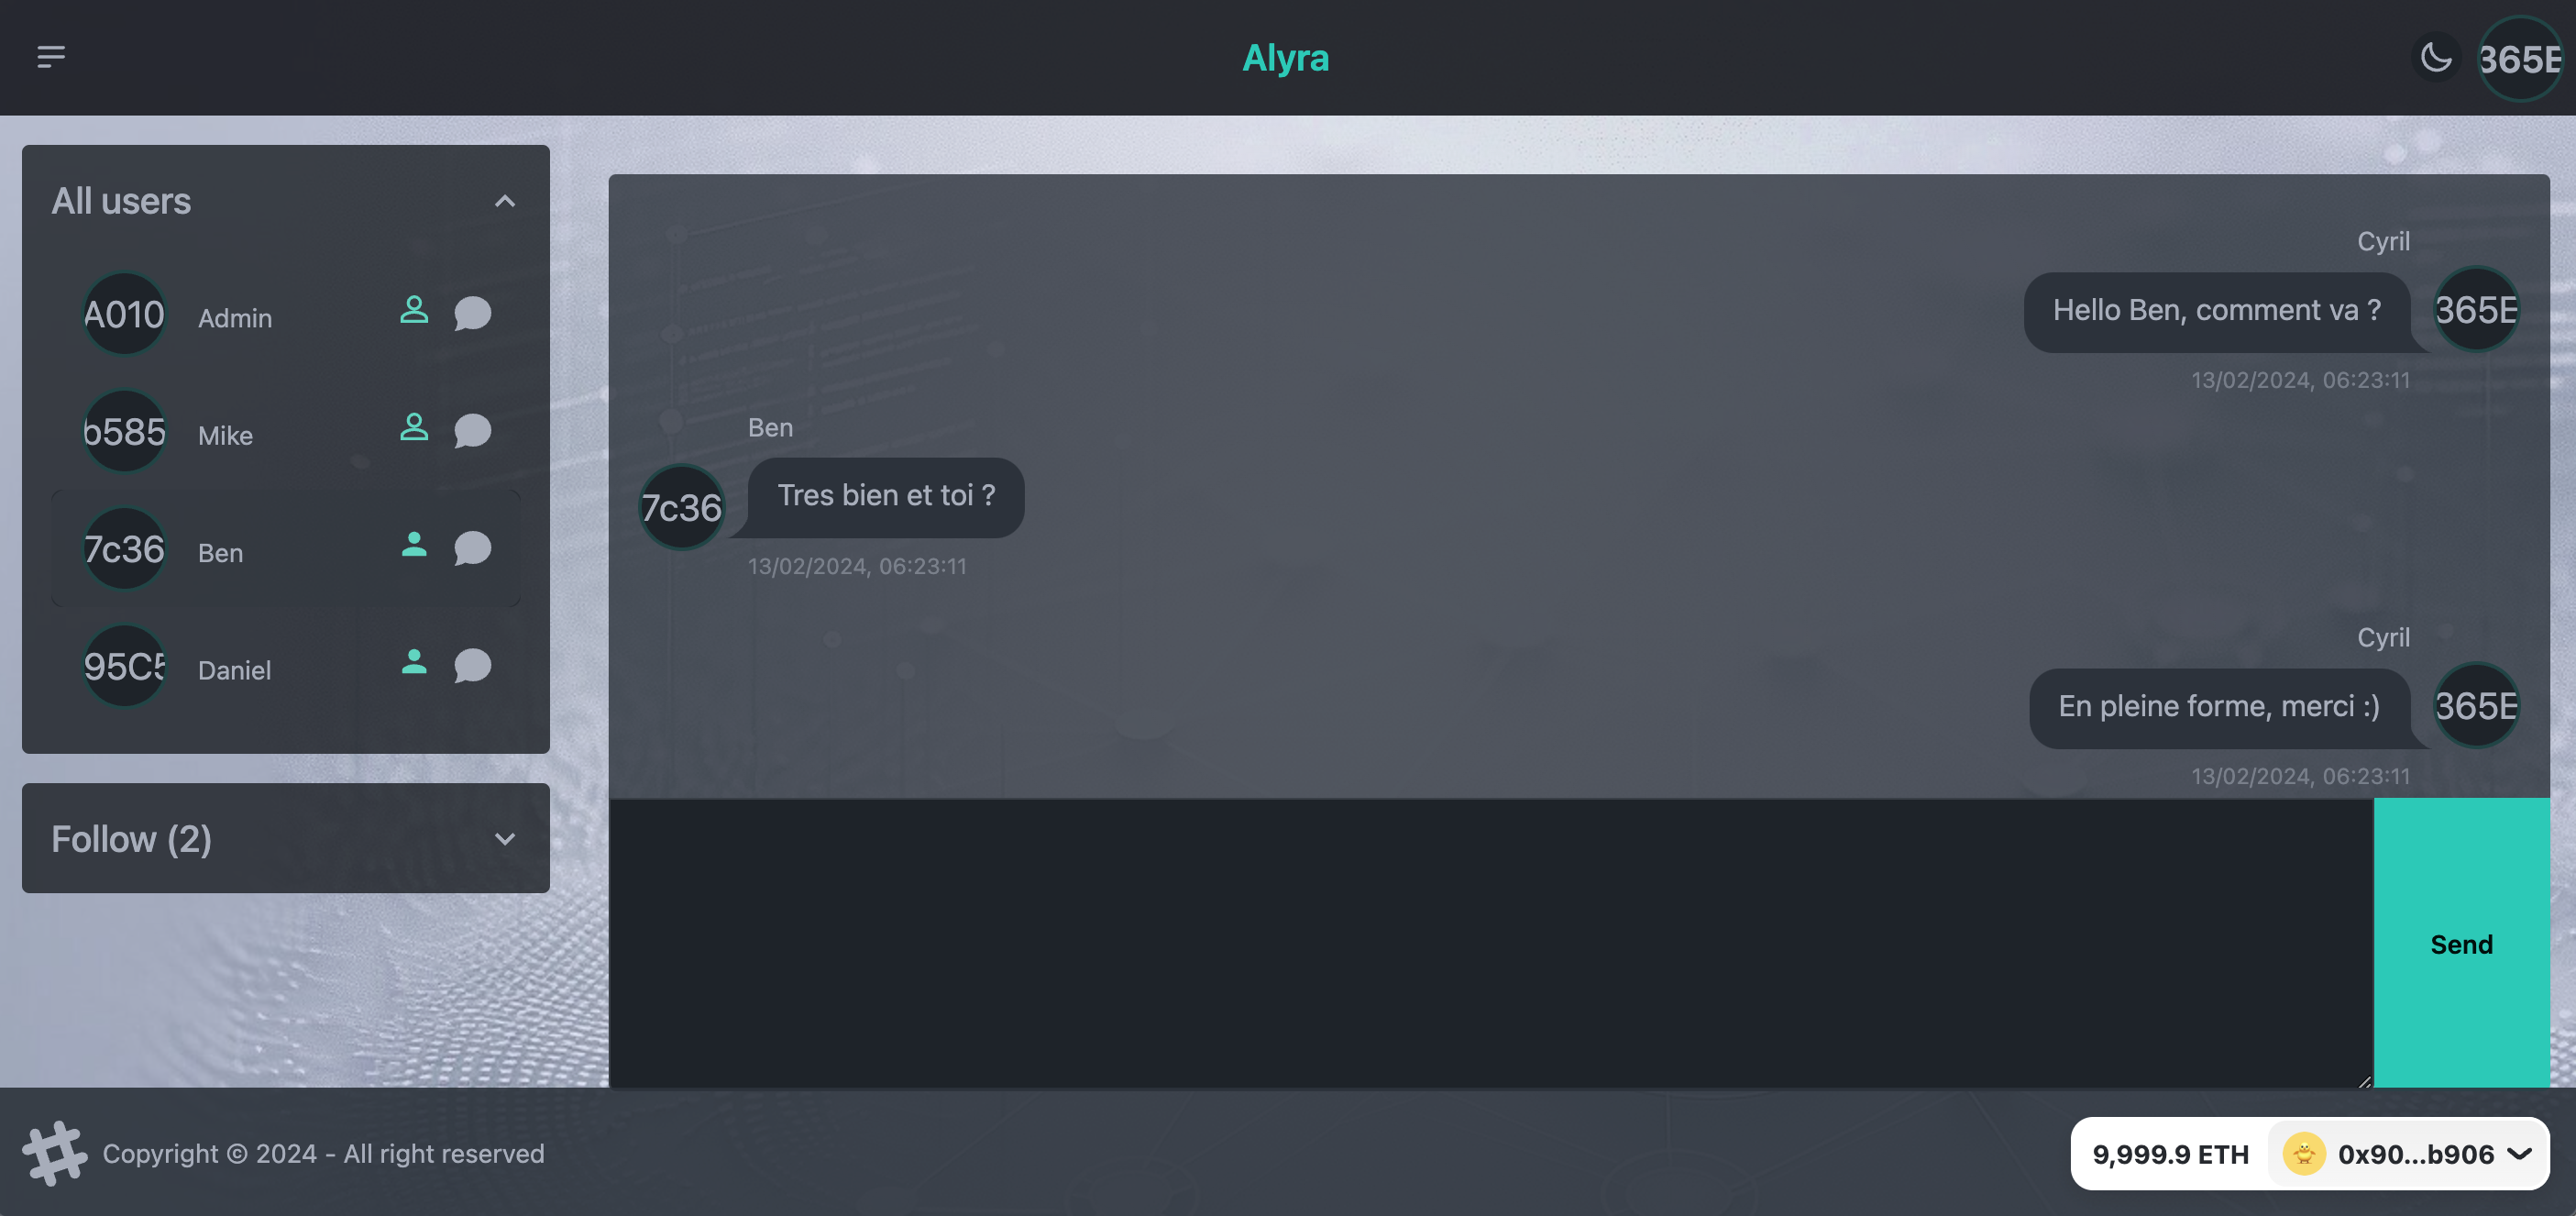 Alyra
365E
All users
A010 Admin
b585 Mike
7c36 Ben
95C5 Daniel
Follow (2)
Cyril
Hello Ben, comment va ?
365E
13/02/2024, 06:23:11
Ben
7c36
Tres bien et toi ?
13/02/2024, 06:23:11
Cyril
En pleine forme, merci :)
365E
13/02/2024, 06:23:11
Send
Copyright © 2024 - All right reserved
9,999.9 ETH 0x90...b906